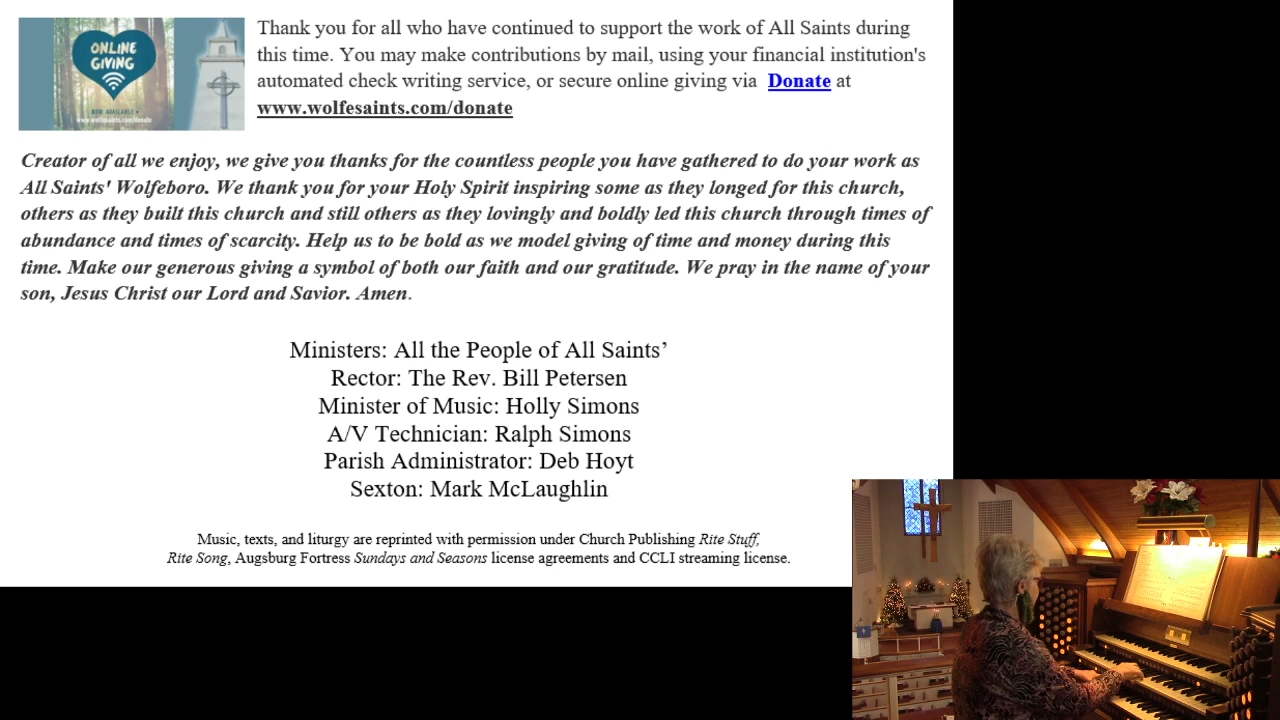 ONLINE
GIVING
NOW AVAILABLE
www.wolfesaints.com/donate
Thank you for all who have continued to support the work of All Saints during
this time. You may make contributions by mail, using your financial institution's
automated check writing service, or secure online giving via Donate at
www.wolfesaints.com/donate
Creator of all we enjoy, we give you thanks for the countless people you have gathered to do your work as
All Saints' Wolfeboro. We thank you for your Holy Spirit inspiring some as they longed for this church,
others as they built this church and still others as they lovingly and boldly led this church through times of
abundance and times of scarcity. Help us to be bold as we model giving of time and money during this
time. Make our generous giving a symbol of both our faith and our gratitude. We pray in the name of your
son, Jesus Christ our Lord and Savior. Amen.
Ministers: All the People of All Saints’
Rector: The Rev. Bill Petersen
Minister of Music: Holly Simons
A/V Technician: Ralph Simons
Parish Administrator: Deb Hoyt
Sexton: Mark McLaughlin
Music, texts, and liturgy are reprinted with permission under Church Publishing Rite Stuff,
Rite Song, Augsburg Fortress Sundays and Seasons license agreements and CCLI streaming license.